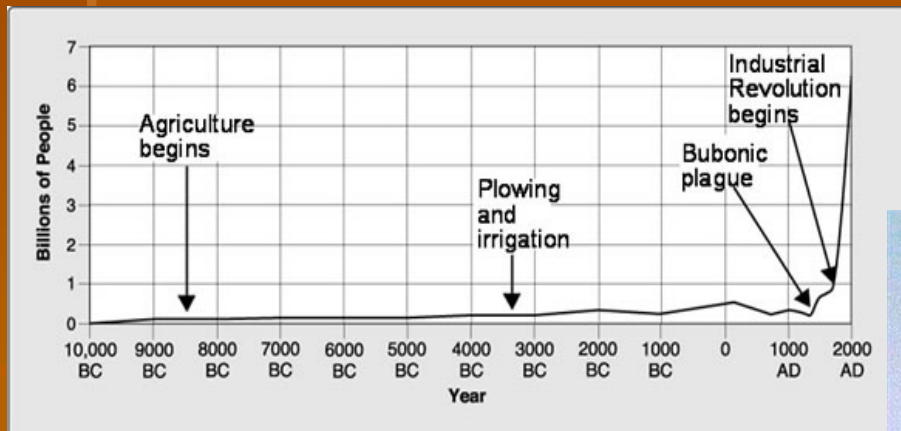 7
6
5
4
3
2
1
0
Billions of People
Agriculture
begins
Plowing
and
irrigation
Bubonic
plague
Industrial
Revolution
begins
10,000 9000 8000 7000 6000 5000 4000 3000 2000 1000 0 1000 2000
BC BC BC BC BC BC BC BC BC BC AD AD
Year